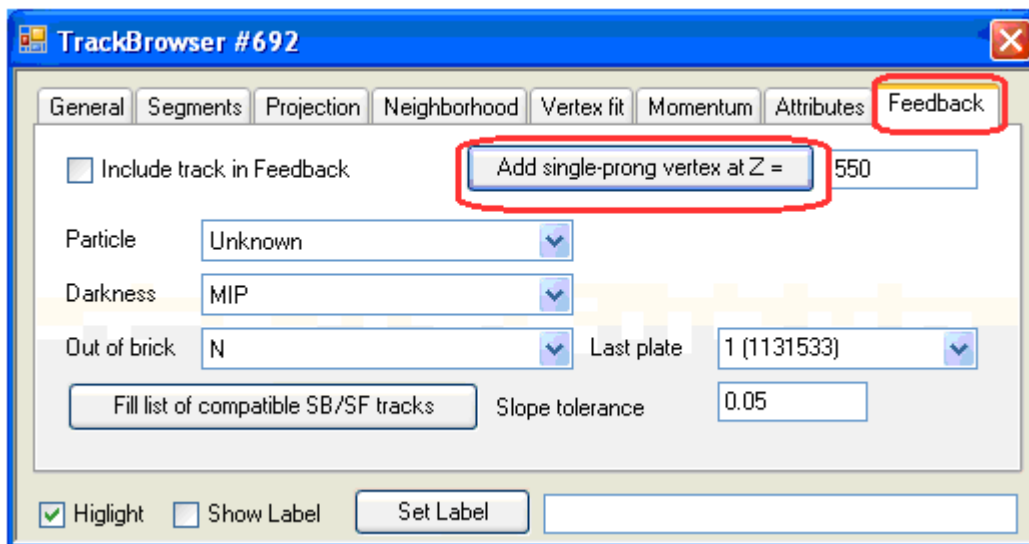 TrackBrowser #692
General Segments Projection Neighborhood Vertex fit Momentum Attributes Feedback
Include track in Feedback Add single-prong vertex at Z = 550
Particle Unknown
Darkness MIP
Out of brick N Last plate 1 (1131533)
Fill list of compatible SB/SF tracks Slope tolerance 0.05
Higlight Show Label Set Label